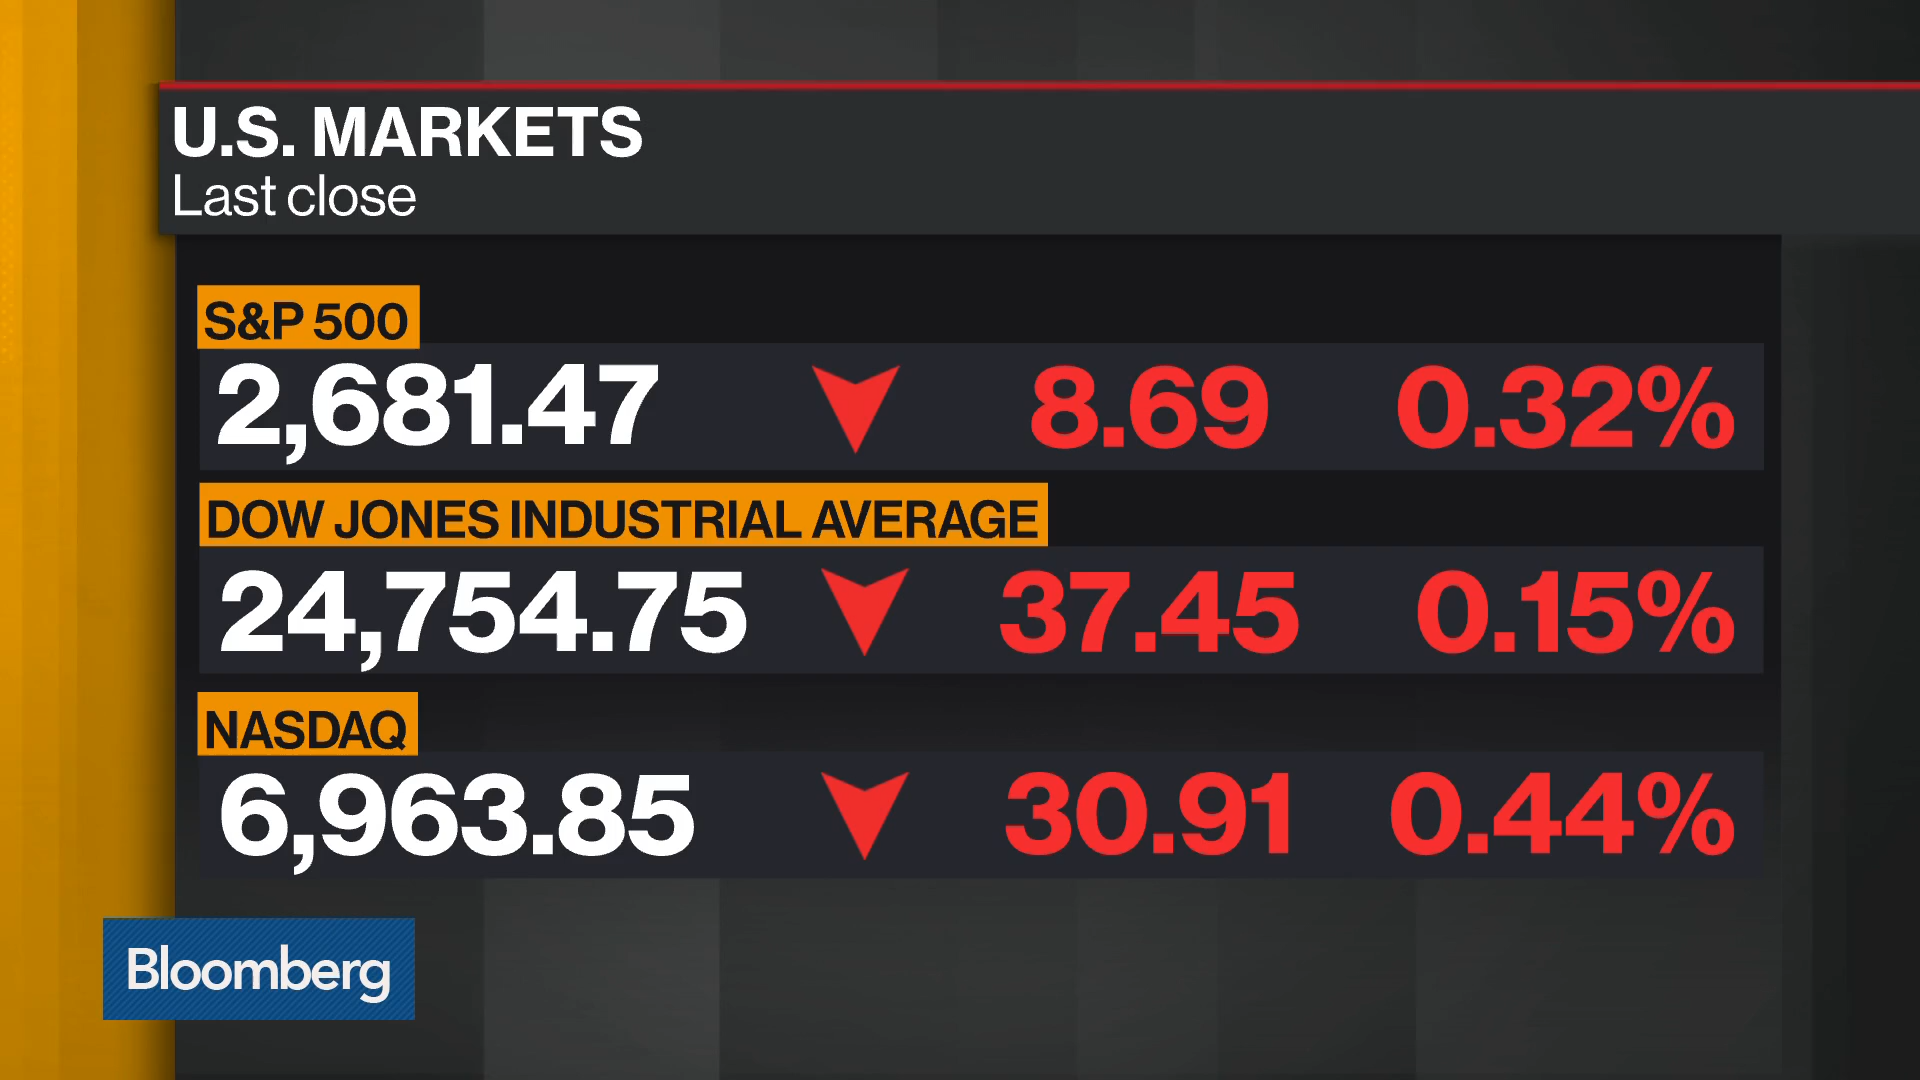 U.S. MARKETS
Last close
S&P 500
2,681.47 8.69 0.32%
DOW JONES INDUSTRIAL AVERAGE
24,754.75 37.45 0.15%
NASDAQ
6,963.85 30.91 0.44%
Bloomberg